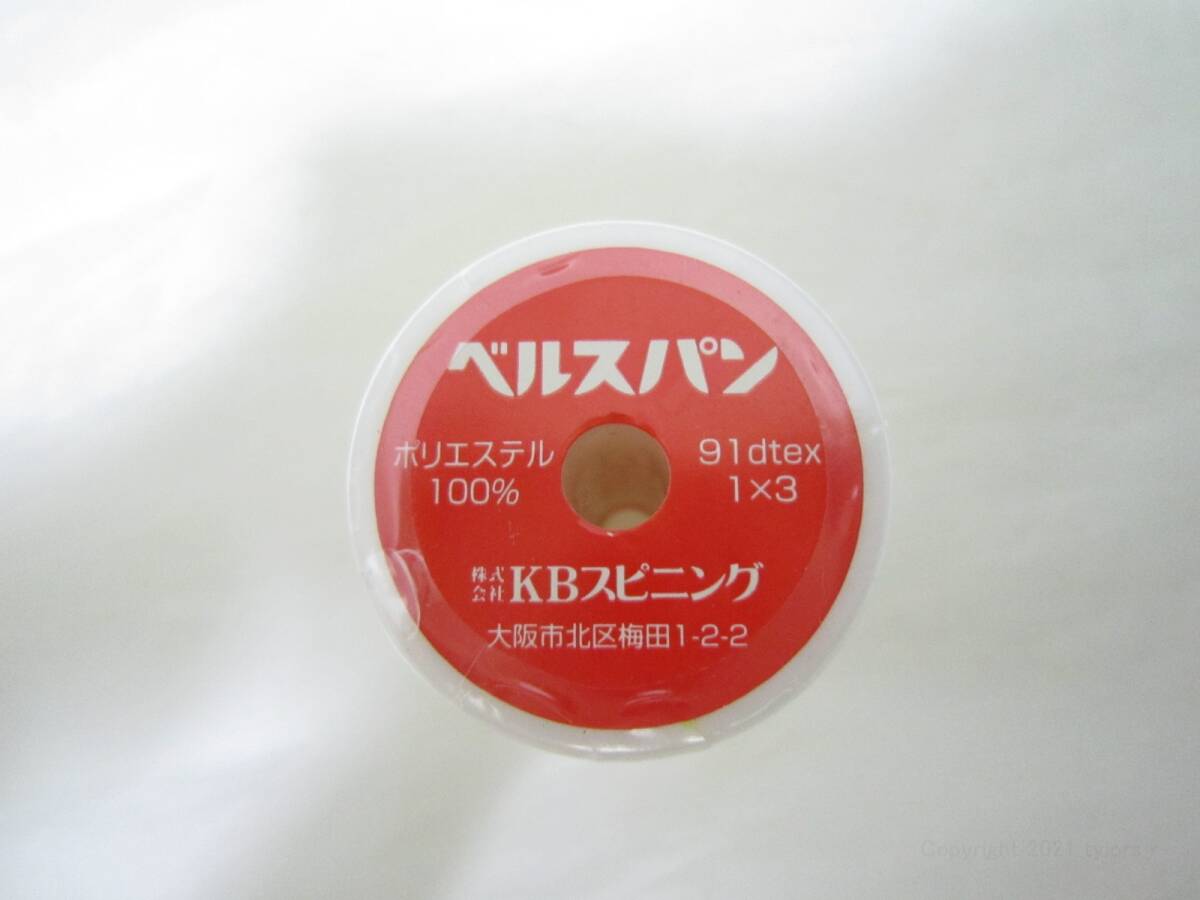 ベルスパン
ポリエステル
100%
91dtex
1×3
株式会社 KBスピニング
大阪市北区梅田1-2-2
Copyright 2021